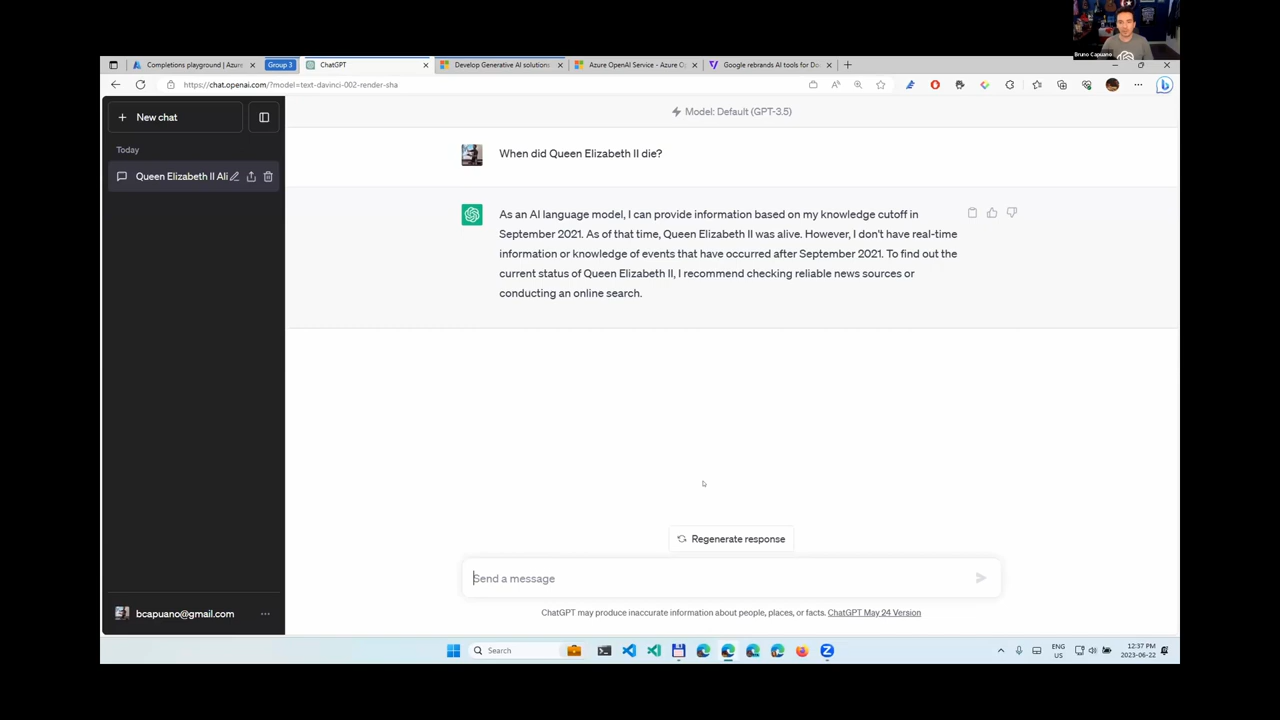 Bruno Capuano
Completions playground | Azure
Group 3
ChatGPT
Develop Generative AI solutions
Azure OpenAI Service - Azure Op
Google rebrands AI tools for Do
https://chat.openai.com/?model=text-davinci-002-render-sha
New chat
Today
Queen Elizabeth II Ali
Model: Default (GPT-3.5)
When did Queen Elizabeth II die?
As an AI language model, I can provide information based on my knowledge cutoff in
September 2021. As of that time, Queen Elizabeth II was alive. However, I don't have real-time
information or knowledge of events that have occurred after September 2021. To find out the
current status of Queen Elizabeth II, I recommend checking reliable news sources or
conducting an online search.
Regenerate response
Send a message
ChatGPT may produce inaccurate information about people, places, or facts. ChatGPT May 24 Version
bcapuano@gmail.com
Search
ENG
US
12:37 PM
2023-06-22